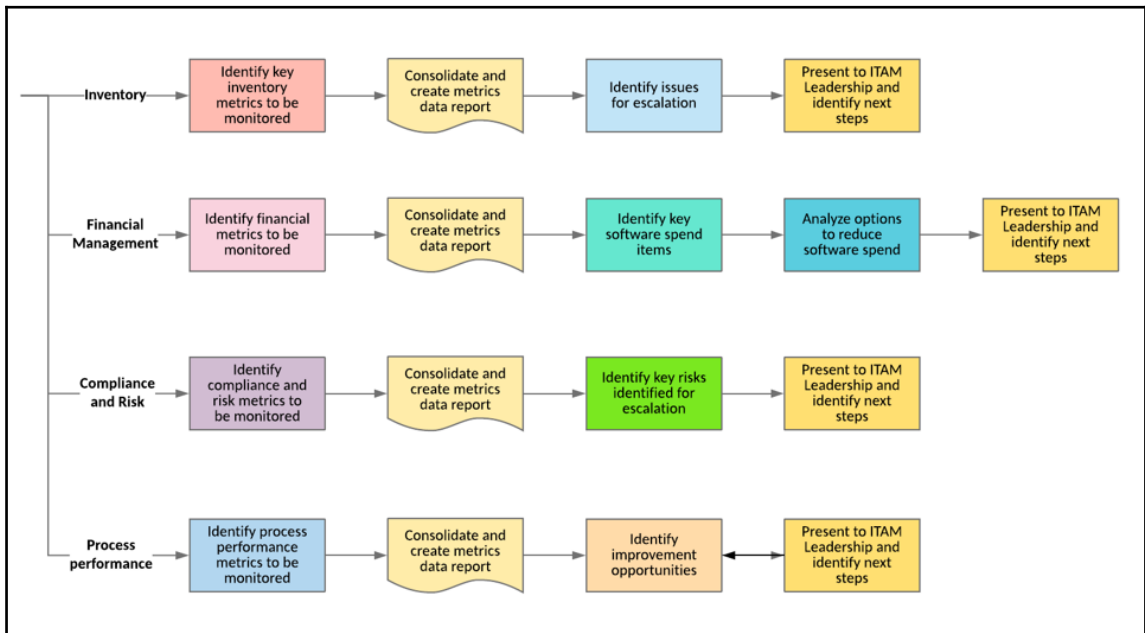 Inventory
Identify key
inventory
metrics to be
monitored
Consolidate and
create metrics
data report
Identify issues
for escalation
Present to ITAM
Leadership and
identify next
steps
Financial
Management
Identify financial
metrics to be
monitored
Consolidate and
create metrics
data report
Identify key
software spend
items
Analyze options
to reduce
software spend
Present to ITAM
Leadership and
identify next
steps
Compliance
and Risk
Identify
compliance and
risk metrics to
be monitored
Consolidate and
create metrics
data report
Identify key risks
identified for
escalation
Present to ITAM
Leadership and
identify next
steps
Process
performance
Identify process
performance
metrics to be
monitored
Consolidate and
create metrics
data report
Identify
improvement
opportunities
Present to ITAM
Leadership and
identify next
steps